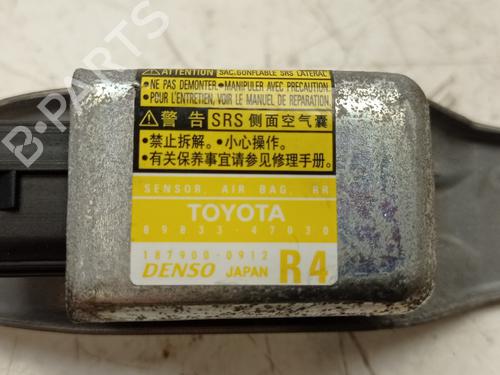 ⚠ATTENTION SAC.GONFLABLE SRS LATERAL
•NE PAS DEMONTER •MANIPULER AVEC PRECAUTION
•POUR L'ENTRETIEN, VOIR LE MANUEL DE REPARATION.
⚠警告 SRS 侧面空气囊
•禁止拆解。•小心操作。
•有关保养事宜请参见修理手册.
SENSOR, AIR BAG, RR
TOYOTA
89833-47030
187900-0912
DENSO JAPAN R4
B-PARTS